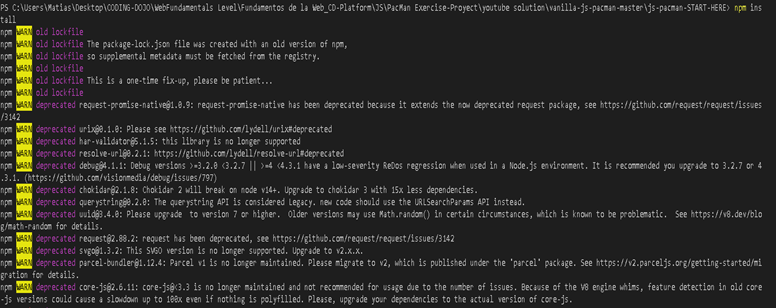 PS C:\Users\Matias\Desktop\CODING-DOJO\WebFundamentals Level\Fundamentos de la Web_CD-Platform\JS\PacMan Exercise-Proyect\youtube solution\vanilla-js-pacman-master\js-pacman-START-HERE> npm ins
tall
npm WARN old lockfile
npm WARN old lockfile The package-lock.json file was created with an old version of npm,
npm WARN old lockfile so supplemental metadata must be fetched from the registry.
npm WARN old lockfile
npm WARN old lockfile This is a one-time fix-up, please be patient...
npm WARN old lockfile
npm WARN deprecated request-promise-native@1.0.9: request-promise-native has been deprecated because it extends the now deprecated request package, see https://github.com/request/request/issues
/3142
npm WARN deprecated urix@0.1.0: Please see https://github.com/lydell/urix#deprecated
npm WARN deprecated har-validator@5.1.5: this library is no longer supported
npm WARN deprecated resolve-url@0.2.1: https://github.com/lydell/resolve-url#deprecated
npm WARN deprecated debug@4.1.1: Debug versions >=3.2.0 <3.2.7 || >=4 <4.3.1 have a low-severity ReDos regression when used in a Node.js environment. It is recommended you upgrade to 3.2.7 or 4
.3.1. (https://github.com/visionmedia/debug/issues/797)
npm WARN deprecated chokidar@2.1.8: Chokidar 2 will break on node v14+. Upgrade to chokidar 3 with 15x less dependencies.
npm WARN deprecated querystring@0.2.0: The querystring API is considered Legacy. new code should use the URLSearchParams API instead.
npm WARN deprecated uuid@3.4.0: Please upgrade  to version 7 or higher.  Older versions may use Math.random() in certain circumstances, which is known to be problematic.  See https://v8.dev/blo
g/math-random for details.
npm WARN deprecated request@2.88.2: request has been deprecated, see https://github.com/request/request/issues/3142
npm WARN deprecated svgo@1.3.2: This SVGO version is no longer supported. Upgrade to v2.x.x.
npm WARN deprecated parcel-bundler@1.12.4: Parcel v1 is no longer maintained. Please migrate to v2, which is published under the 'parcel' package. See https://v2.parceljs.org/getting-started/mi
gration for details.
npm WARN deprecated core-js@2.6.11: core-js@<3.3 is no longer maintained and not recommended for usage due to the number of issues. Because of the V8 engine whims, feature detection in old core
-js versions could cause a slowdown up to 100x even if nothing is polyfilled. Please, upgrade your dependencies to the actual version of core-js.